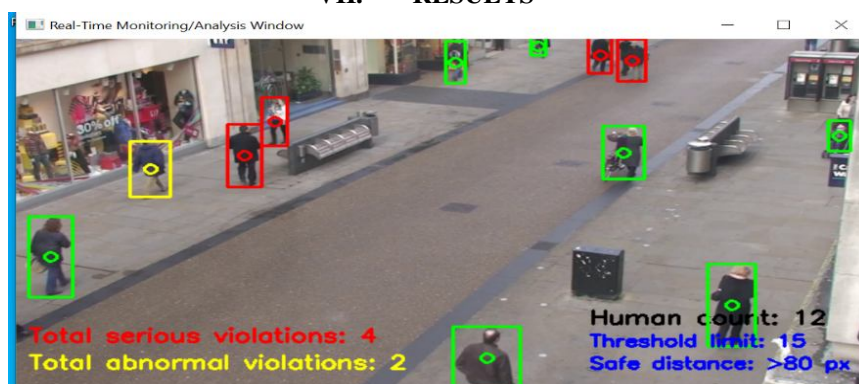 VII. RESULTS
Real-Time Monitoring/Analysis Window
30% off
Total serious violations: 4
Total abnormal violations: 2
Human count: 12
Threshold limit: 15
Safe distance: >80 px